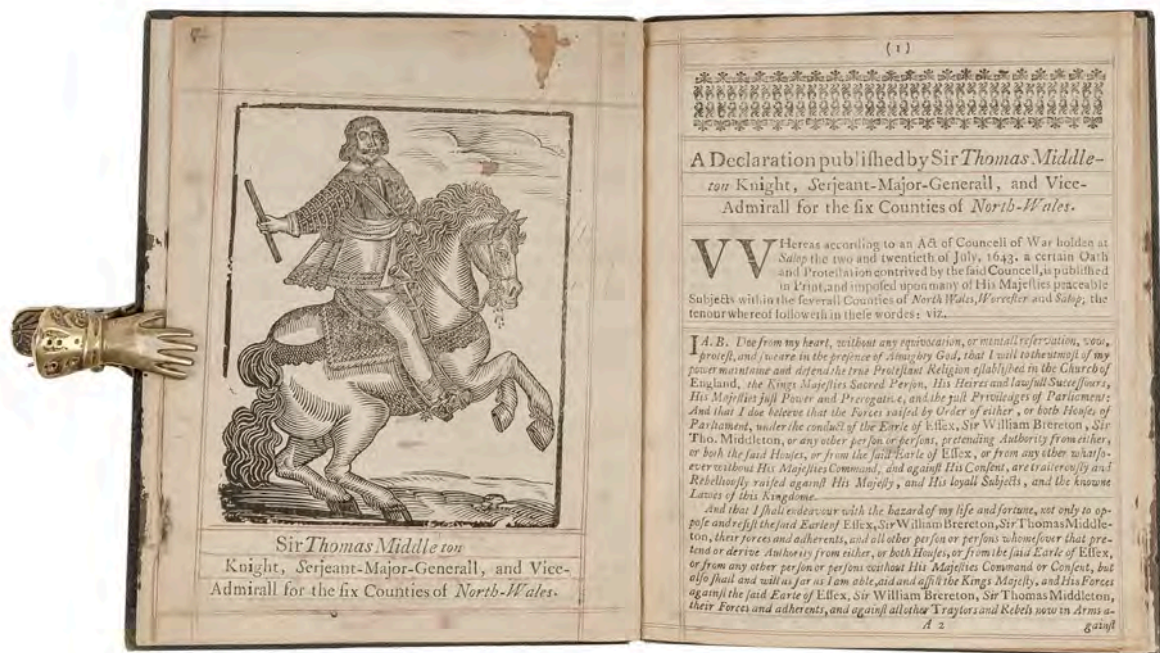 Sir Thomas Middle ton
Knight, Serjeant-Major-Generall, and Vice-
Admirall for the ſix Counties of North-Wales.
(1)
A Declaration publiſhed by Sir Thomas Middle-
ton Knight, Serjeant-Major-Generall, and Vice-
Admirall for the ſix Counties of North-Wales.
VVHereas according to an Act of Councell of War holden at
Salop the two and twentieth of July, 1643. a certain Oath
and Proteſtation contrived by the ſaid Councell, is publiſhed
in Print, and impoſed upon many of His Majeſties peaceable
Subjects within the ſeverall Counties of North Wales, Worceſter and Salop, the
tenour whereof followeth in theſe wordes: viz.
I A.B. Doe from my heart, without any equivocation, or mentall reſervation, vow,
proteſt, and ſweare in the preſence of Almighty God, that I will to the utmoſt of my
power maintaine and defend the true Proteſtant Religion eſtabliſhed in the Church of
England, the Kings Majeſties Sacred Perſon, His Heires and lawfull Succeſſours,
His Majeſties juſt Power and Prerogative, and the juſt Priviledges of Parliament:
And that I doe beleeve that the Forces raiſed by Order of either, or both Houſes of
Parliament, under the conduct of the Earle of Eſſex, Sir William Brereton, Sir
Tho. Middleton, or any other perſon or perſons, pretending Authority from either,
or both the ſaid Houſes, or from the ſaid Earle of Eſſex, or from any other whatſo-
ever without His Majeſties Command, and againſt His Conſent, are traiterouſly and
Rebelliouſly raiſed againſt His Majeſty, and His loyall Subjects, and the knowne
Lawes of this Kingdome.
And that I ſhall endeavour with the hazard of my life and fortune, not only to op-
poſe and reſiſt the ſaid Earle of Eſſex, Sir William Brereton, Sir Thomas Middle-
ton, their forces and adherents, and all other perſon or perſons whomſoever that pre-
tend or derive Authority from either, or both Houſes, or from the ſaid Earle of Eſſex,
or from any other perſon or perſons without His Majeſties Command or Conſent, but
alſo ſhall and will as far as I am able, aid and aſſiſt the Kings Majeſty, and His Forces
againſt the ſaid Earle of Eſſex, Sir William Brereton, Sir Thomas Middleton,
their Forces and adherents, and againſt all other Traytors and Rebels now in Arms a-
A 2 gainſt